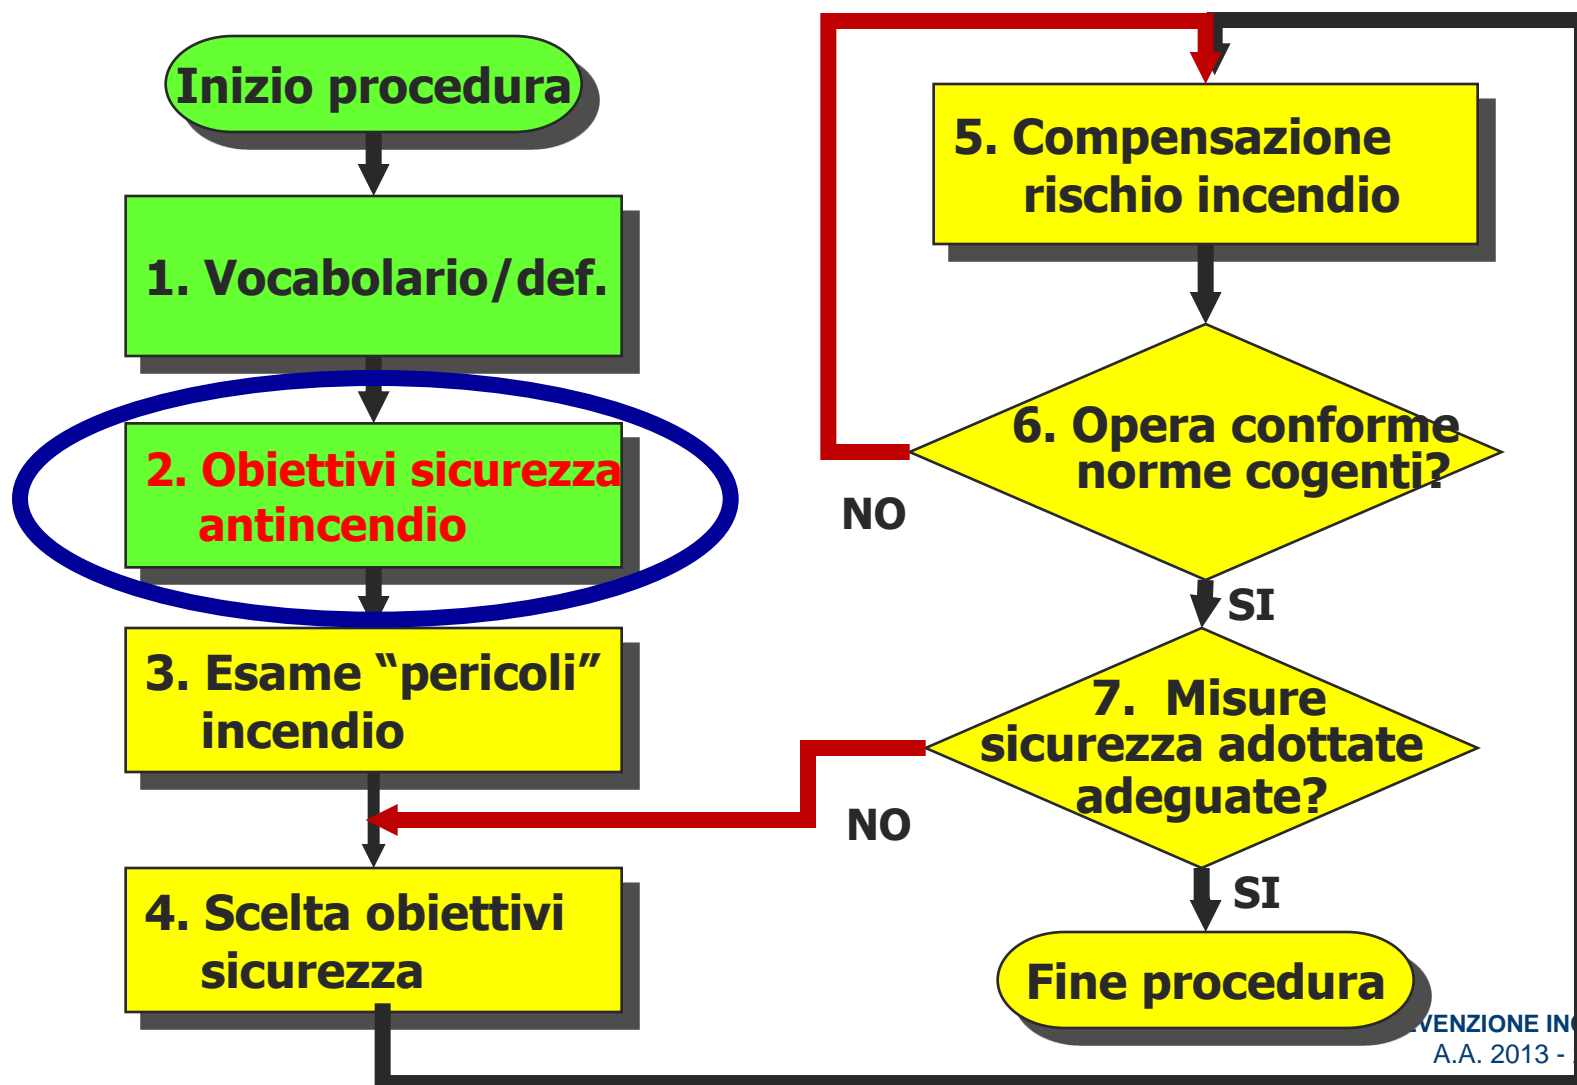 Inizio procedura
1. Vocabolario/def.
2. Obiettivi sicurezza
antincendio
3. Esame “pericoli”
incendio
4. Scelta obiettivi
sicurezza
5. Compensazione
rischio incendio
6. Opera conforme
norme cogenti?
NO
SI
7. Misure
sicurezza adottate
adeguate?
NO
SI
Fine procedura
A.A. 2013 -